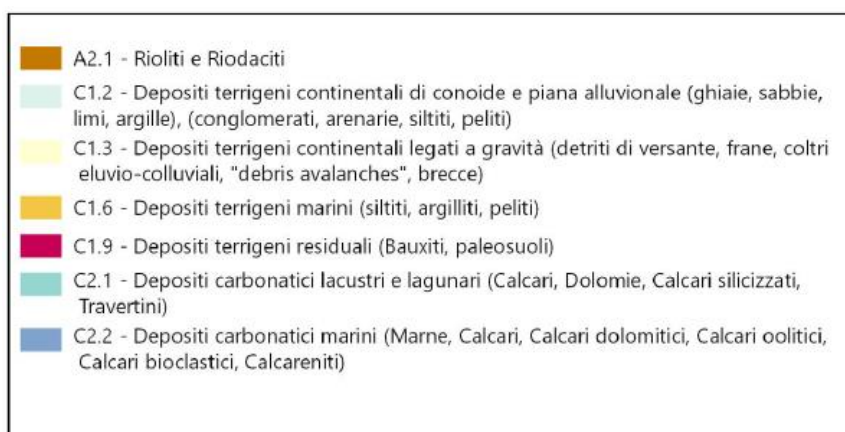 A2.1 - Rioliti e Riodaciti
C1.2 - Depositi terrigeni continentali di conoide e piana alluvionale (ghiaie, sabbie,
limi, argille), (conglomerati, arenarie, siltiti, peliti)
C1.3 - Depositi terrigeni continentali legati a gravità (detriti di versante, frane, coltri
eluvio-colluviali, "debris avalanches", brecce)
C1.6 - Depositi terrigeni marini (siltiti, argilliti, peliti)
C1.9 - Depositi terrigeni residuali (Bauxiti, paleosuoli)
C2.1 - Depositi carbonatici lacustri e lagunari (Calcari, Dolomie, Calcari silicizzati,
Travertini)
C2.2 - Depositi carbonatici marini (Marne, Calcari, Calcari dolomitici, Calcari oolitici,
Calcari bioclastici, Calcareniti)